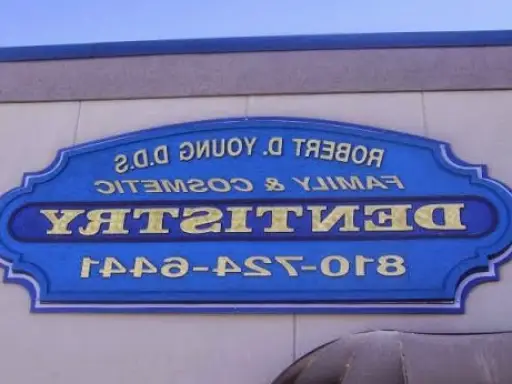 ROBERT D. YOUNG D.D.S
FAMILY & COSMETIC
DENTISTRY
810-724-6441